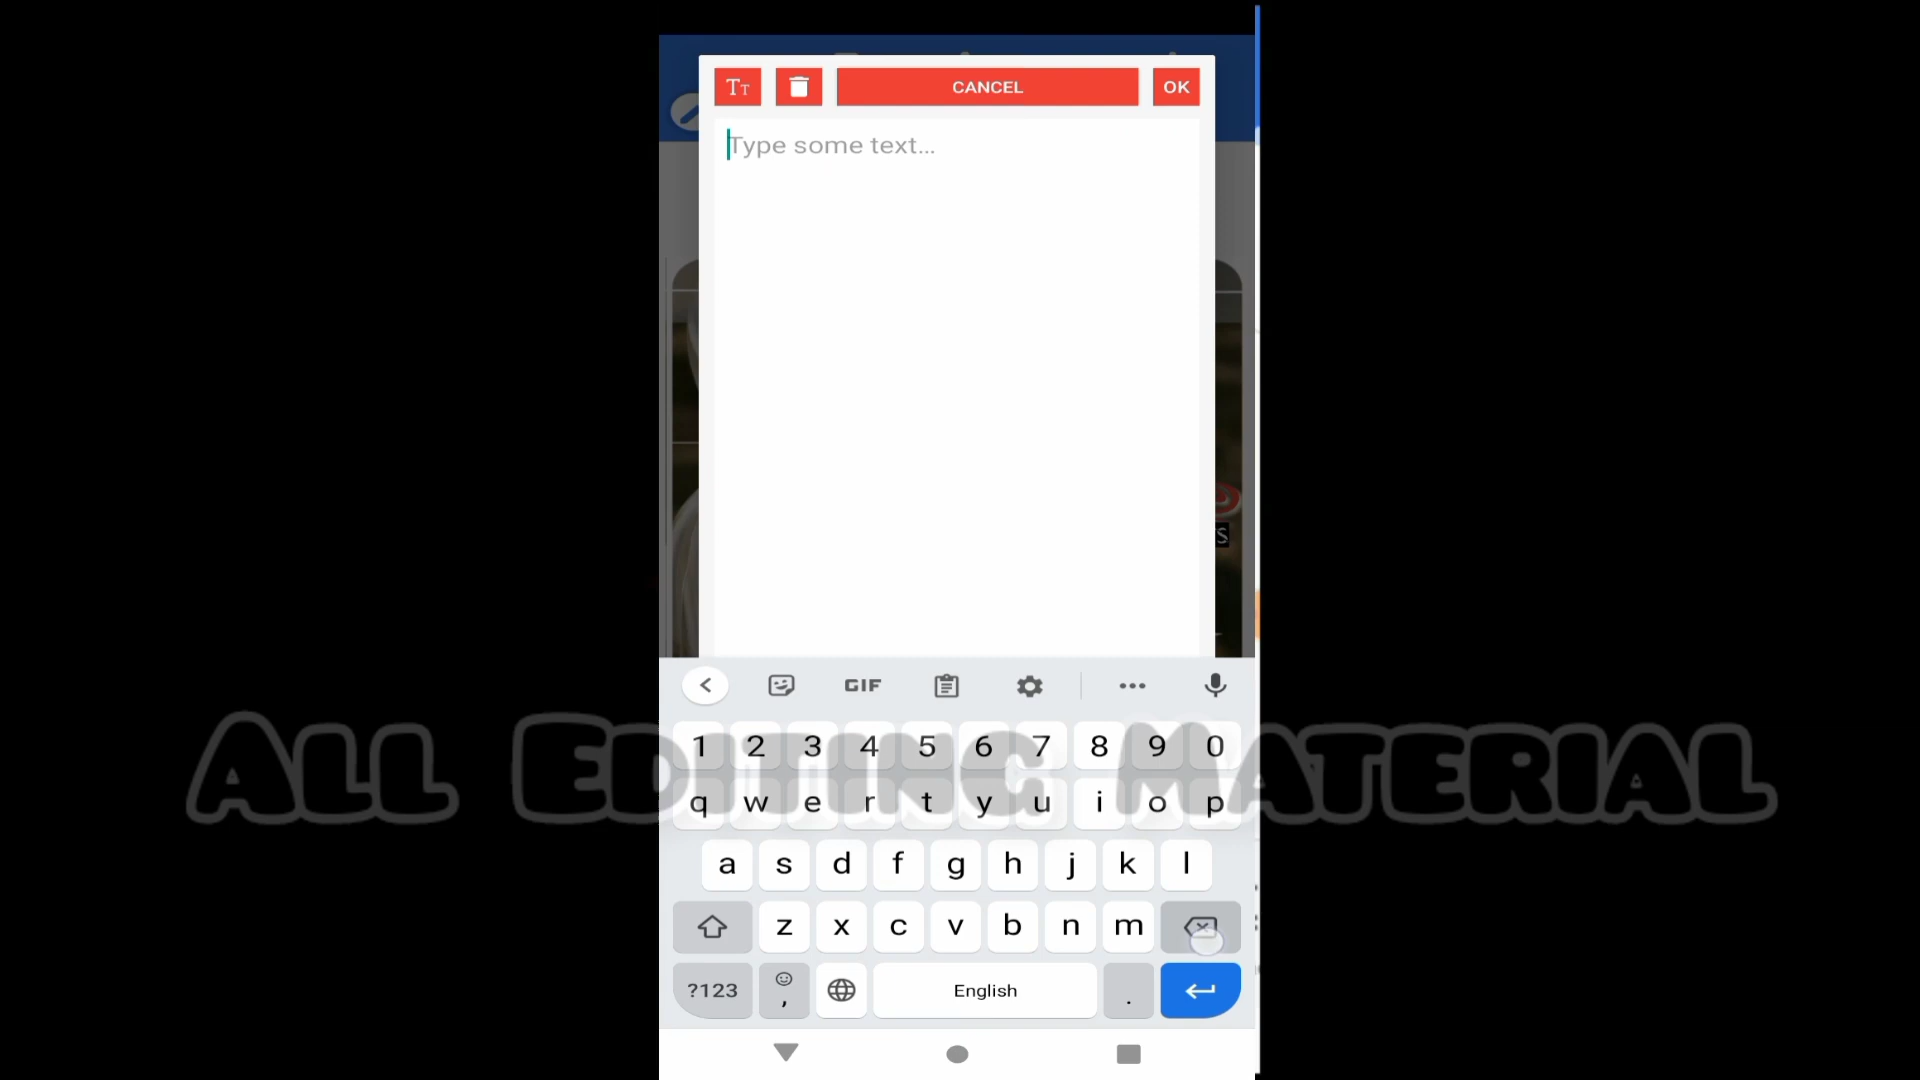 Tт CANCEL OK
Type some text...
S
GIF
1 2 3 4 5 6 7 8 9 0
q w e r t y u i o p
All Editing Material
a s d f g h j k l
z x c v b n m
?123 , English .